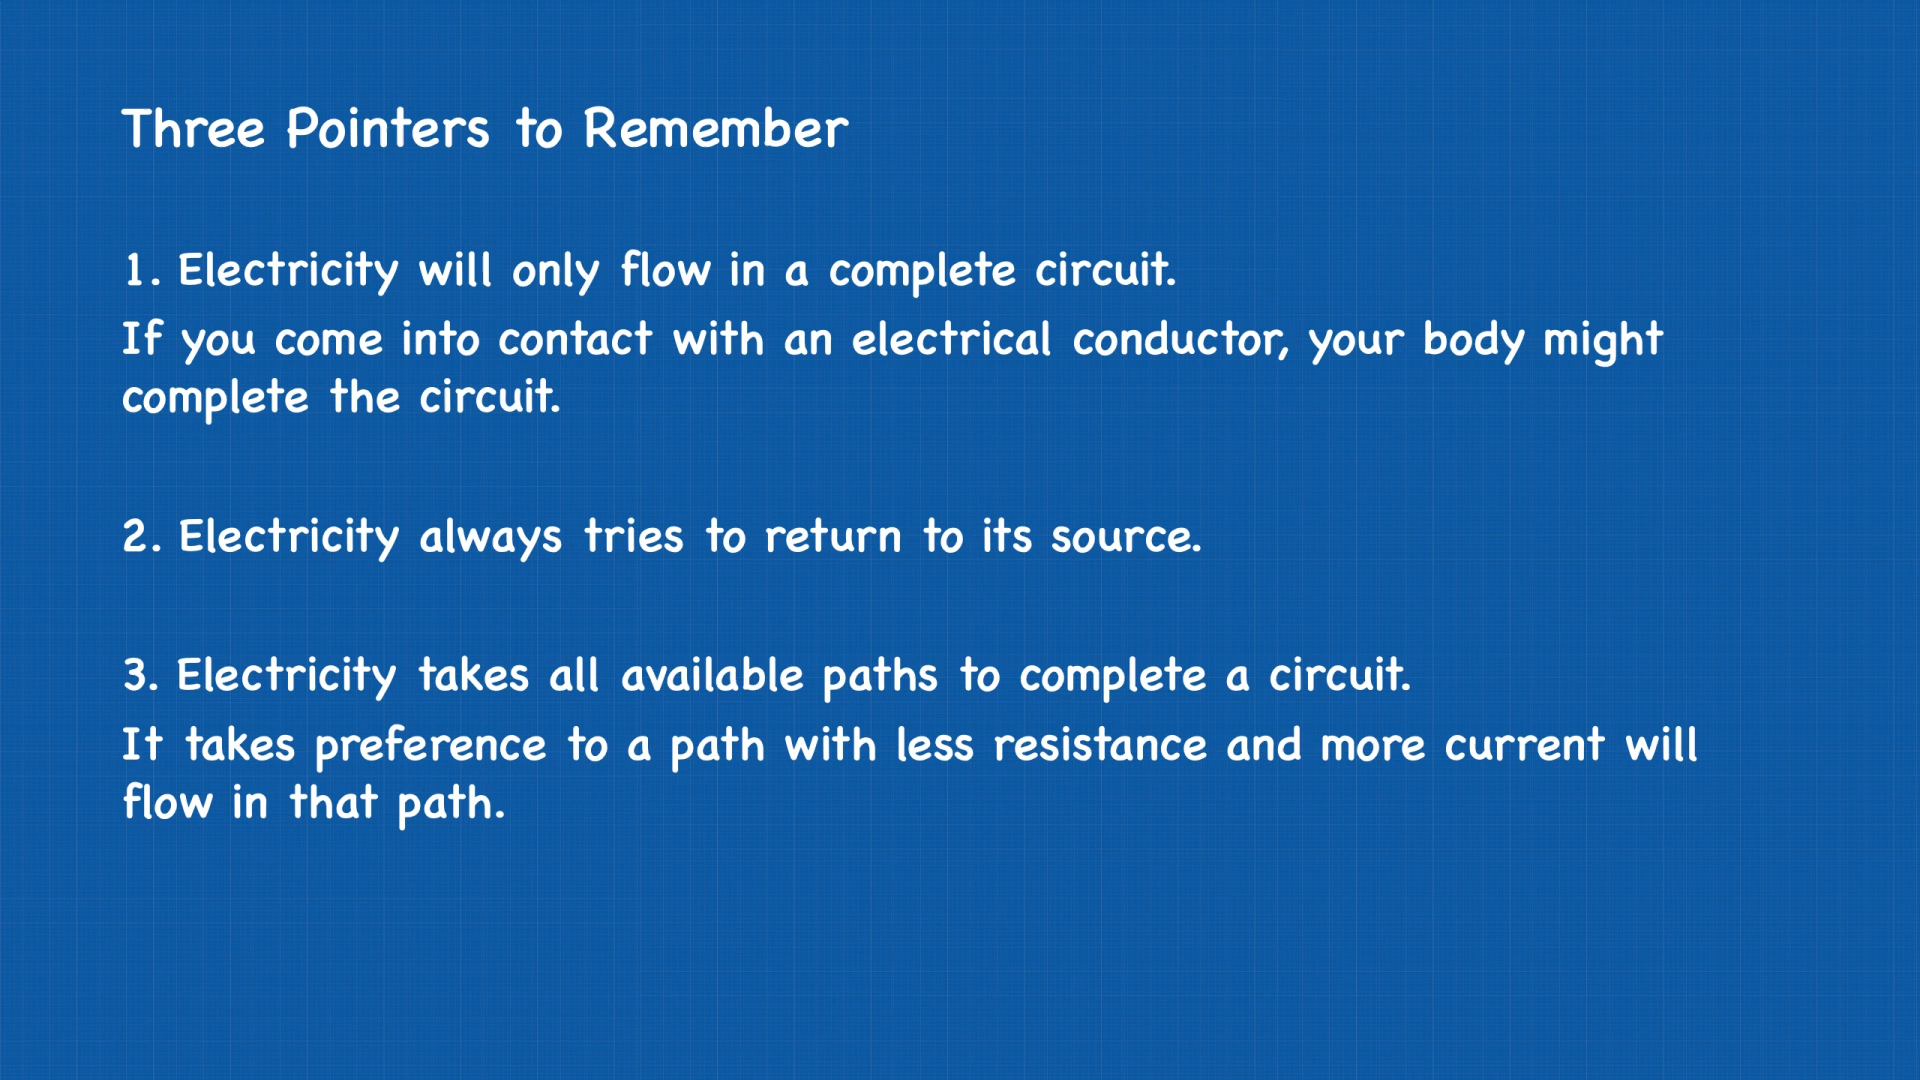 Three Pointers to Remember
1. Electricity will only flow in a complete circuit.
If you come into contact with an electrical conductor, your body might
complete the circuit.
2. Electricity always tries to return to its source.
3. Electricity takes all available paths to complete a circuit.
It takes preference to a path with less resistance and more current will
flow in that path.